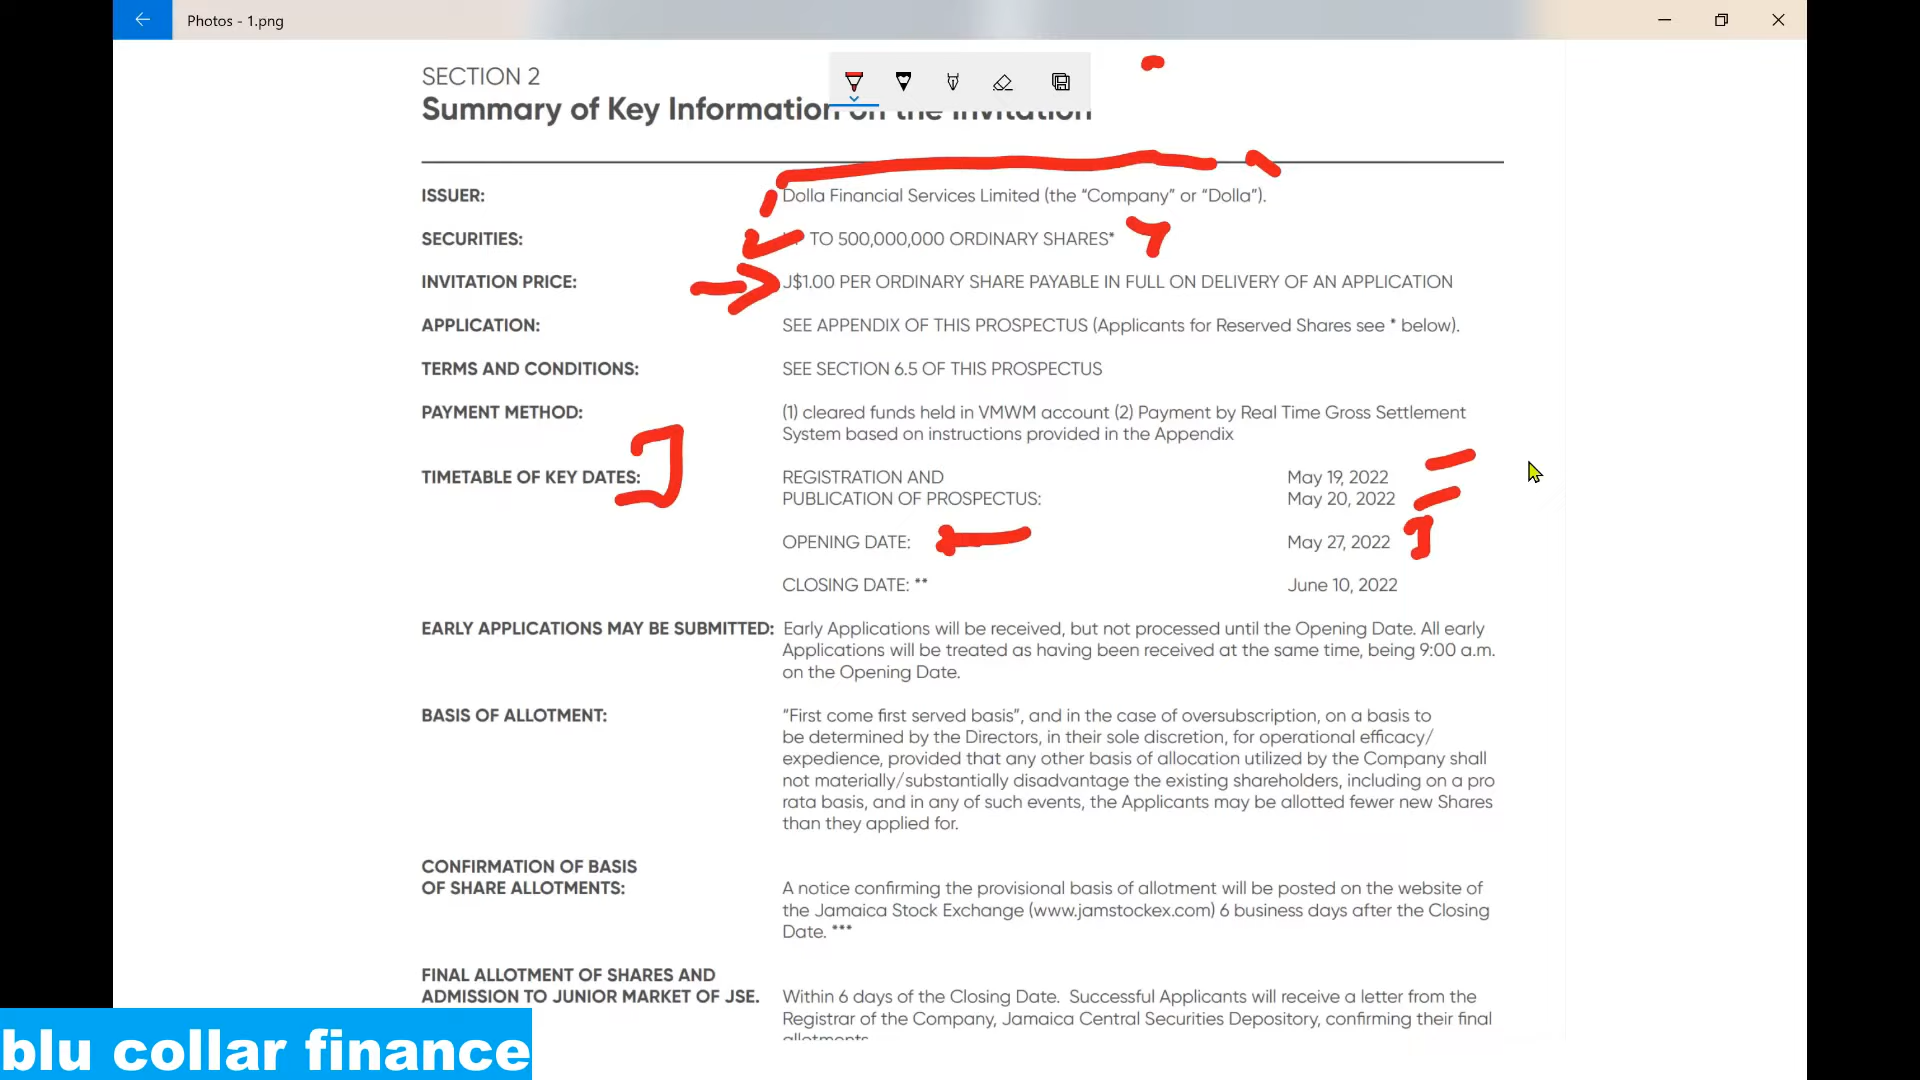 Photos - 1.png
SECTION 2
Summary of Key Information on the Invitation
ISSUER: Dolla Financial Services Limited (the “Company” or “Dolla”).
SECURITIES: TO 500,000,000 ORDINARY SHARES*
INVITATION PRICE: J$1.00 PER ORDINARY SHARE PAYABLE IN FULL ON DELIVERY OF AN APPLICATION
APPLICATION: SEE APPENDIX OF THIS PROSPECTUS (Applicants for Reserved Shares see * below).
TERMS AND CONDITIONS: SEE SECTION 6.5 OF THIS PROSPECTUS
PAYMENT METHOD: (1) cleared funds held in VMWM account (2) Payment by Real Time Gross Settlement
System based on instructions provided in the Appendix
TIMETABLE OF KEY DATES: REGISTRATION AND May 19, 2022
PUBLICATION OF PROSPECTUS: May 20, 2022
OPENING DATE: May 27, 2022
CLOSING DATE: ** June 10, 2022
EARLY APPLICATIONS MAY BE SUBMITTED: Early Applications will be received, but not processed until the Opening Date. All early
Applications will be treated as having been received at the same time, being 9:00 a.m.
on the Opening Date.
BASIS OF ALLOTMENT: “First come first served basis”, and in the case of oversubscription, on a basis to
be determined by the Directors, in their sole discretion, for operational efficacy/
expedience, provided that any other basis of allocation utilized by the Company shall
not materially/substantially disadvantage the existing shareholders, including on a pro
rata basis, and in any of such events, the Applicants may be allotted fewer new Shares
than they applied for.
CONFIRMATION OF BASIS
OF SHARE ALLOTMENTS: A notice confirming the provisional basis of allotment will be posted on the website of
the Jamaica Stock Exchange (www.jamstockex.com) 6 business days after the Closing
Date. ***
FINAL ALLOTMENT OF SHARES AND
ADMISSION TO JUNIOR MARKET OF JSE. Within 6 days of the Closing Date. Successful Applicants will receive a letter from the
Registrar of the Company, Jamaica Central Securities Depository, confirming their final
allotments.
blu collar finance